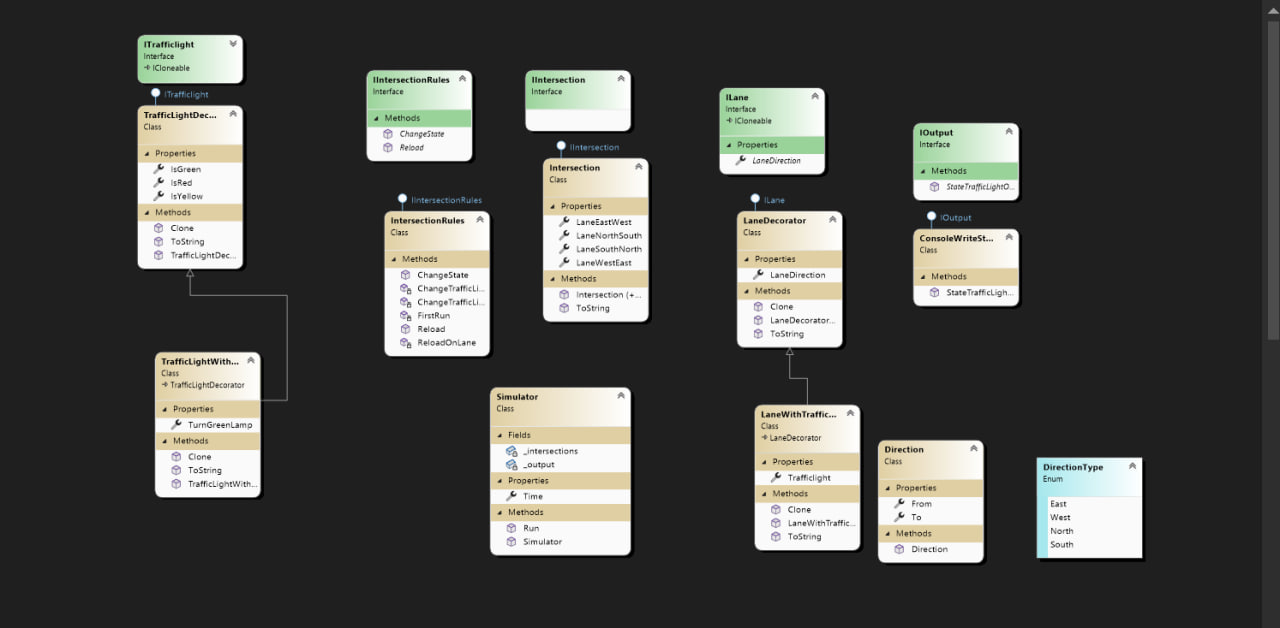 ITrafficlight
Interface
ICloneable
ITrafficlight
TrafficLightDec...
Class
Properties
IsGreen
IsRed
IsYellow
Methods
Clone
ToString
TrafficLightDec...
TrafficLightWith...
Class
TrafficLightDecorator
Properties
TurnGreenLamp
Methods
Clone
ToString
TrafficLightWith...
IIntersectionRules
Interface
Methods
ChangeState
Reload
IIntersectionRules
IntersectionRules
Class
Methods
ChangeState
ChangeTrafficLi...
ChangeTrafficLi...
FirstRun
Reload
ReloadOnLane
IIntersection
Interface
IIntersection
Intersection
Class
Properties
LaneEastWest
LaneNorthSouth
LaneSouthNorth
LaneWestEast
Methods
Intersection (+...
ToString
Simulator
Class
Fields
_intersections
_output
Properties
Time
Methods
Run
Simulator
ILane
Interface
ICloneable
Properties
LaneDirection
ILane
LaneDecorator
Class
Properties
LaneDirection
Methods
Clone
LaneDecorator...
ToString
LaneWithTraffic...
Class
LaneDecorator
Properties
Trafficlight
Methods
Clone
LaneWithTraffic...
ToString
IOutput
Interface
Methods
StateTrafficLightO...
IOutput
ConsoleWriteSt...
Class
Methods
StateTrafficLigh...
Direction
Class
Properties
From
To
Methods
Direction
DirectionType
Enum
East
West
North
South